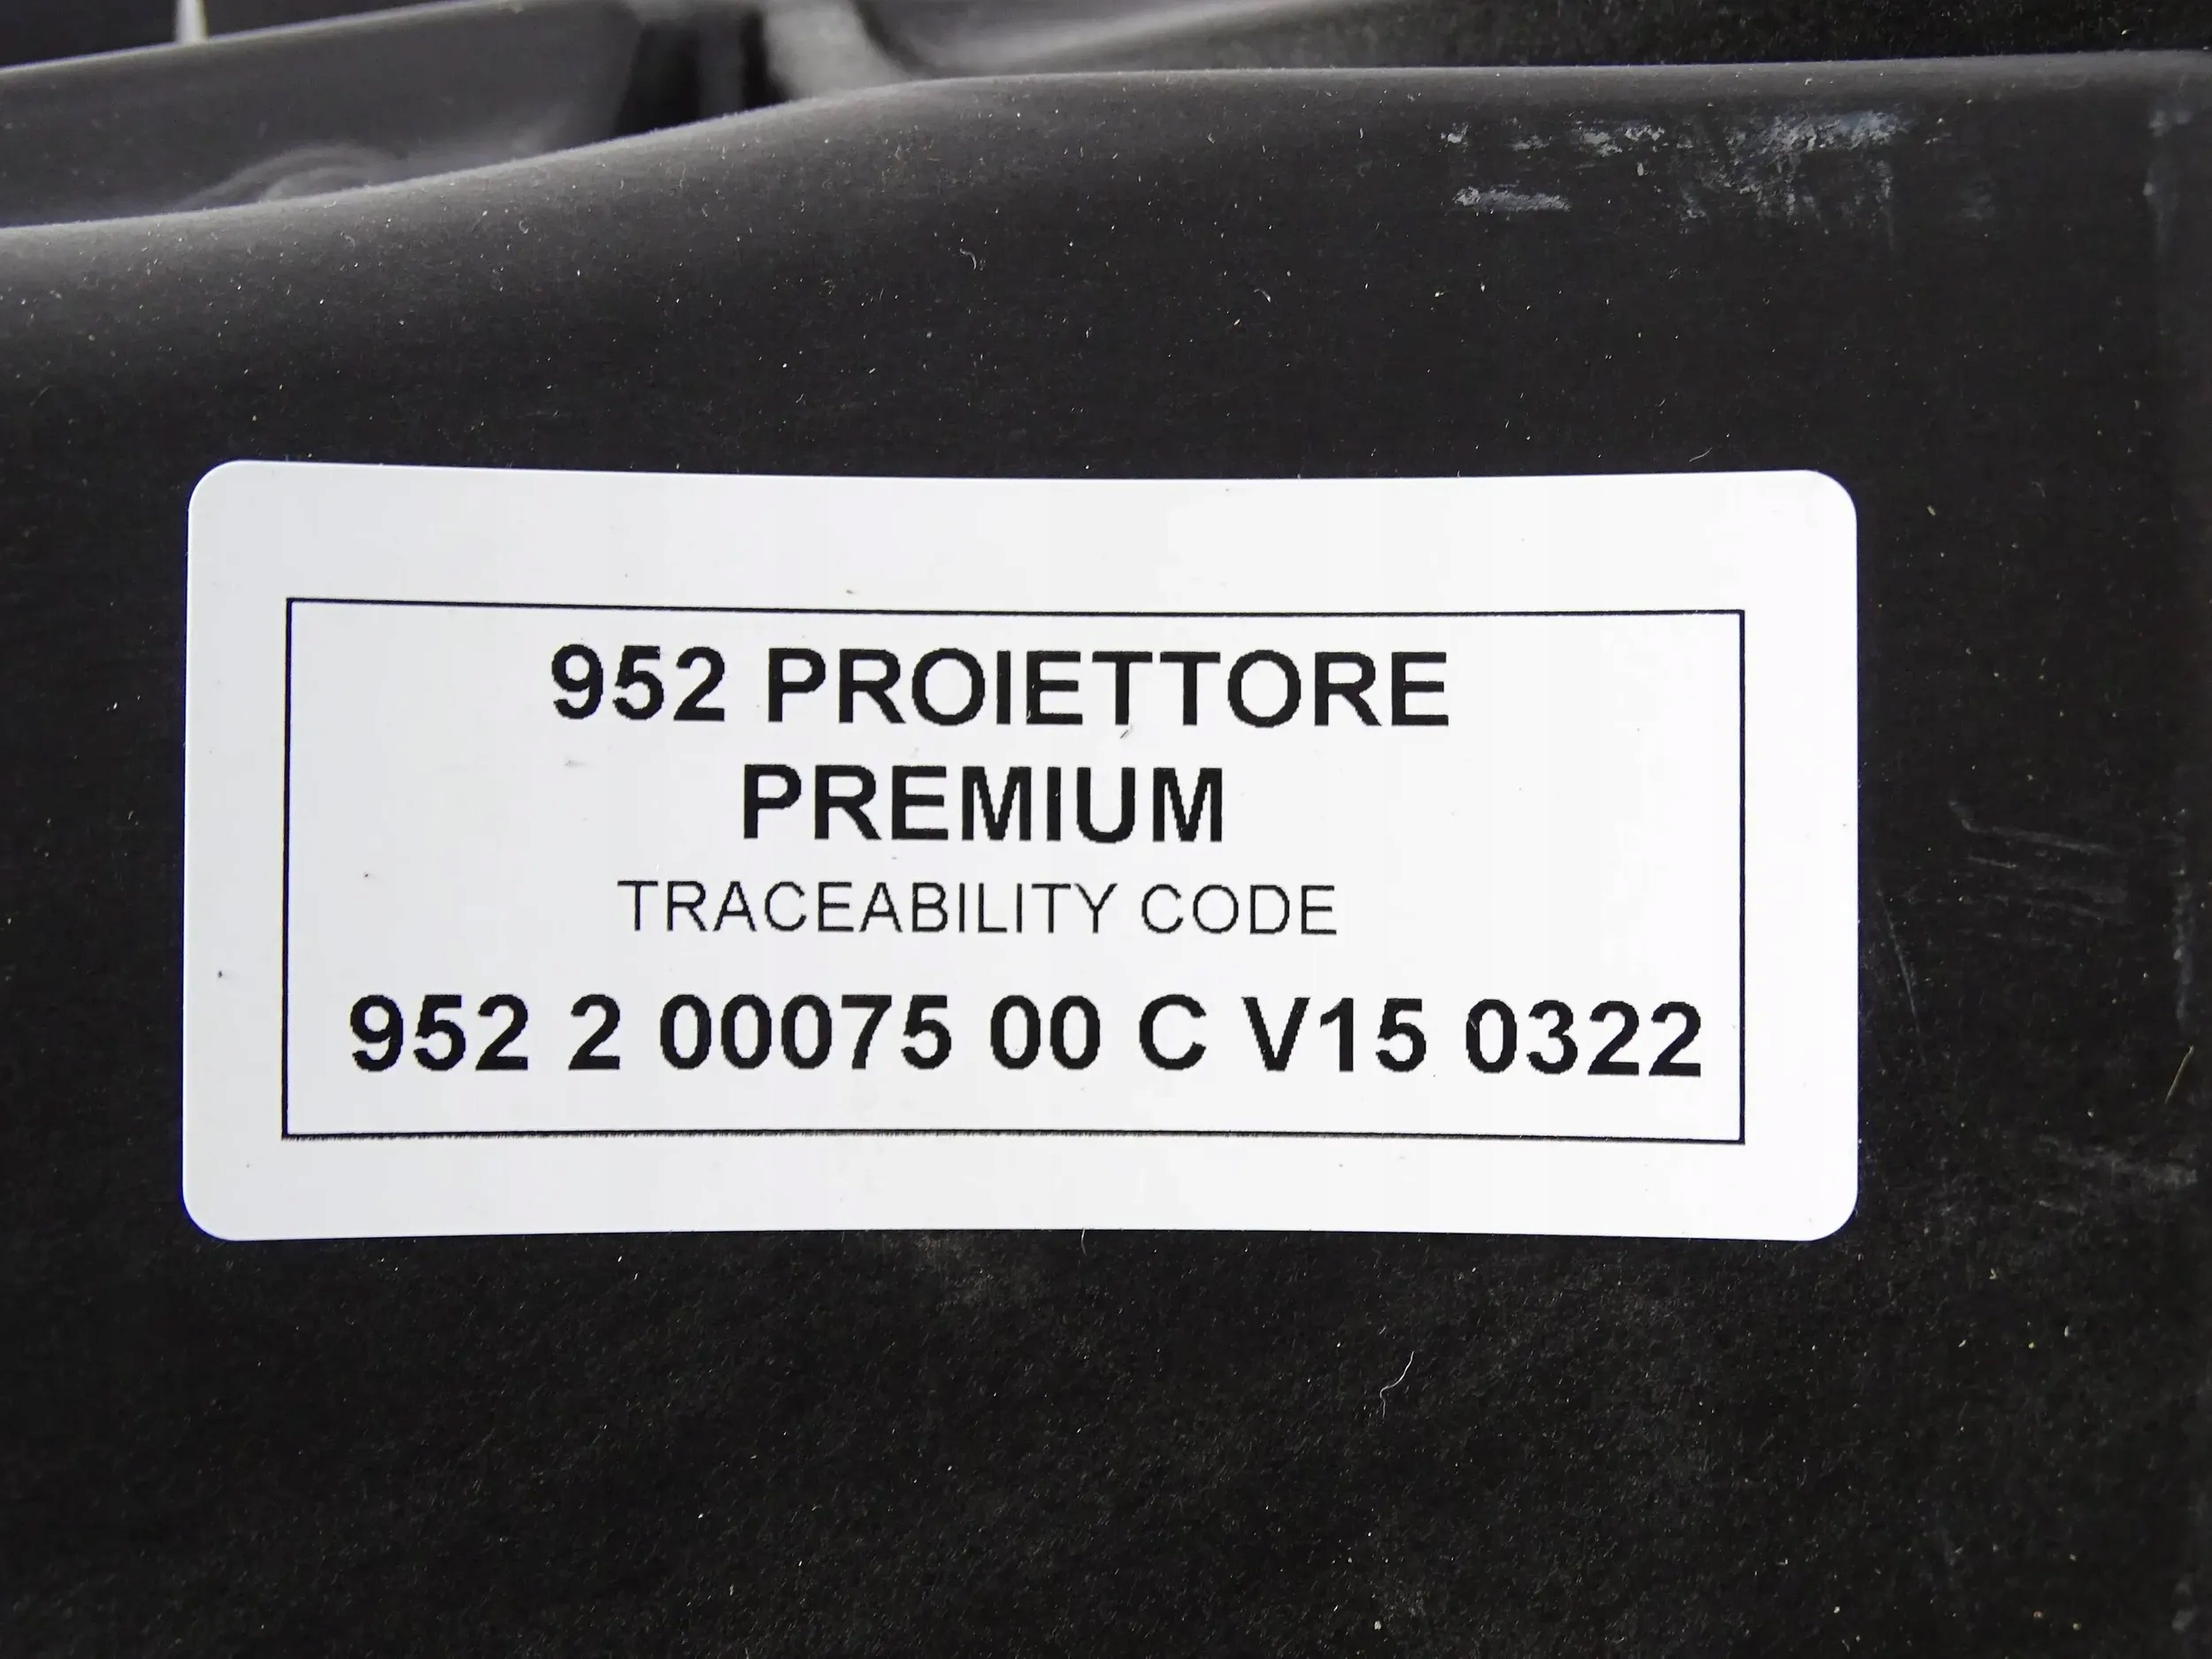 952 PROIETTORE
PREMIUM
TRACEABILITY CODE
952 2 00075 00 C V15 0322